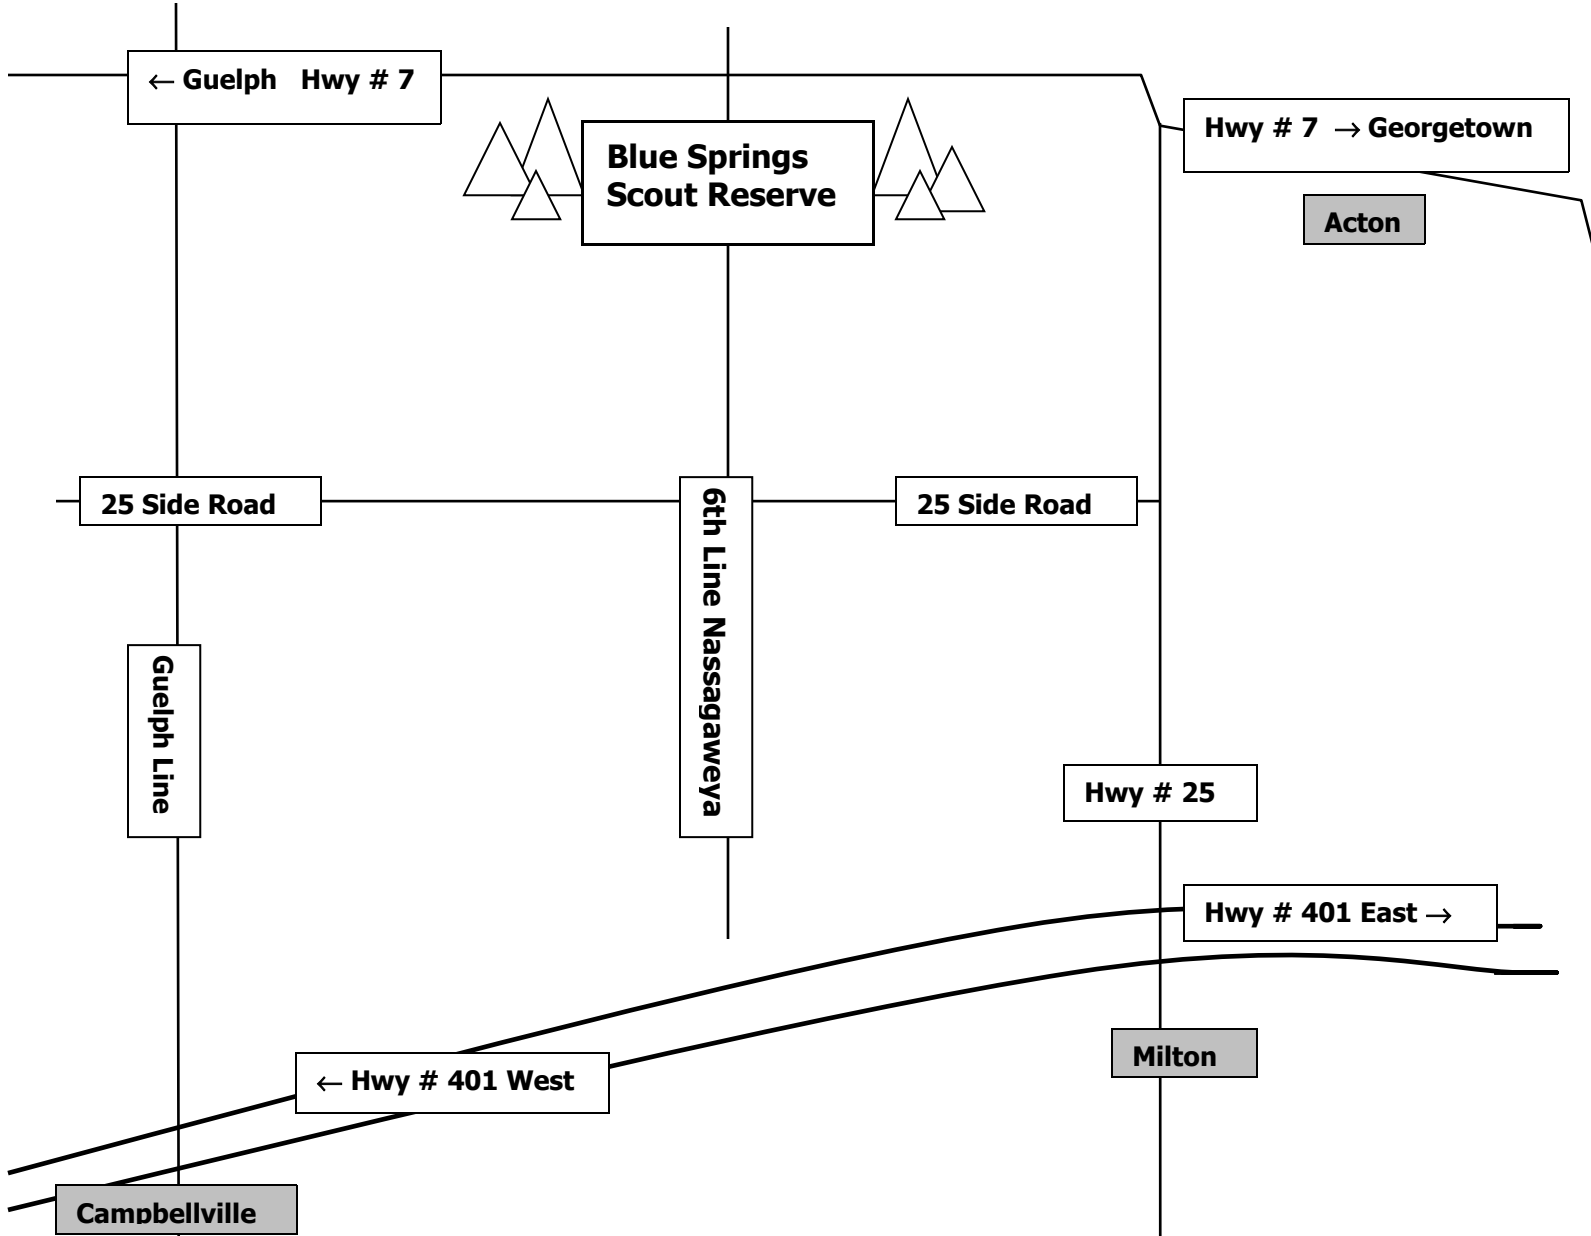 ← Guelph Hwy # 7
Hwy # 7 → Georgetown
Blue Springs
Scout Reserve
Acton
25 Side Road
6th Line Nassagaweya
25 Side Road
Guelph Line
Hwy # 25
Hwy # 401 East →
Milton
← Hwy # 401 West
Campbellville